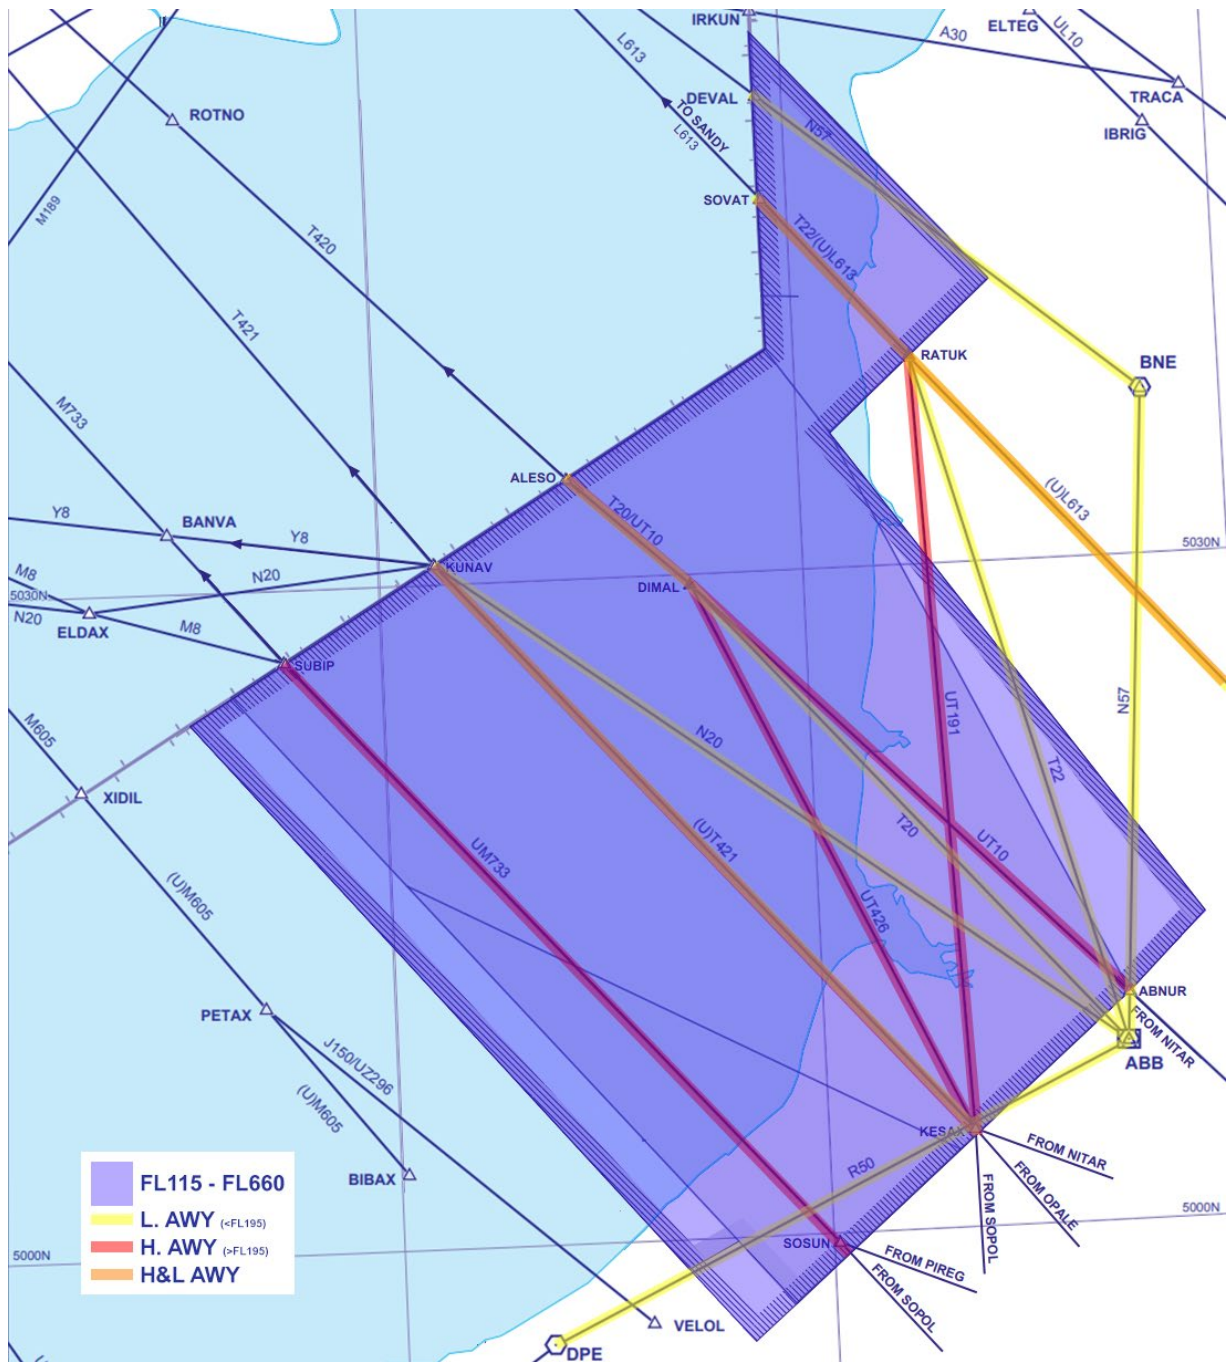 IRKUN
ELTEG
UL10
A30
L613
TRACA
DEVAL
TO SANDY
L613
ROTNO
N57
IBRIG
M189
SOVAT
T420
T22/(U)L613
T421
RATUK
BNE
M733
ALESO
T20/UT10
(U)L613
Y8
BANVA
Y8
5030N
M8
N20
KUNAV
DIMAL
5030N
N20
ELDAX
M8
SUBIP
UT191
N57
M605
N20
T22
XIDIL
(U)T421
T20
UT10
UM733
(U)M605
UT426
ABNUR
PETAX
FROM NITAR
J150/UZ296
ABB
(U)M605
KESAX
FROM NITAR
BIBAX
R50
FROM OPALE
FROM SOPOL
FL115 - FL660
L. AWY (<FL195)
H. AWY (>FL195)
H&L AWY
5000N
5000N
SOSUN
FROM PIREG
FROM SOPOL
VELOL
DPE